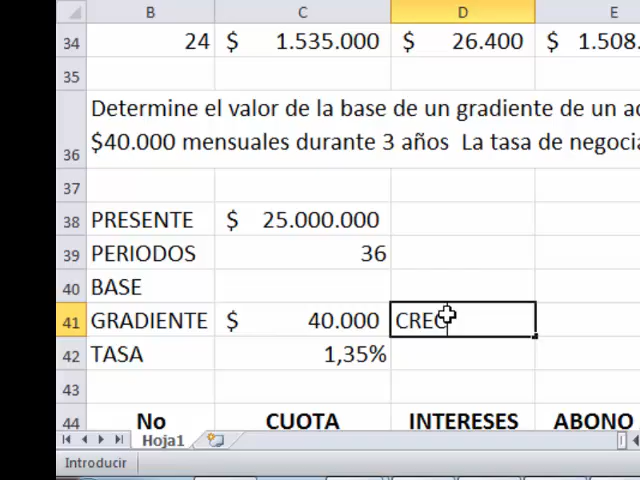 B C D E
34 24 $ 1.535.000 $ 26.400 $ 1.508.
35
Determine el valor de la base de un gradiente de un
36 $40.000 mensuales durante 3 años La tasa de
37
38 PRESENTE $ 25.000.000
39 PERIODOS 36
40 BASE
41 GRADIENTE $ 40.000 CREC
42 TASA 1,35%
43
44 No CUOTA INTERESES ABONO
Hoja1
Introducir